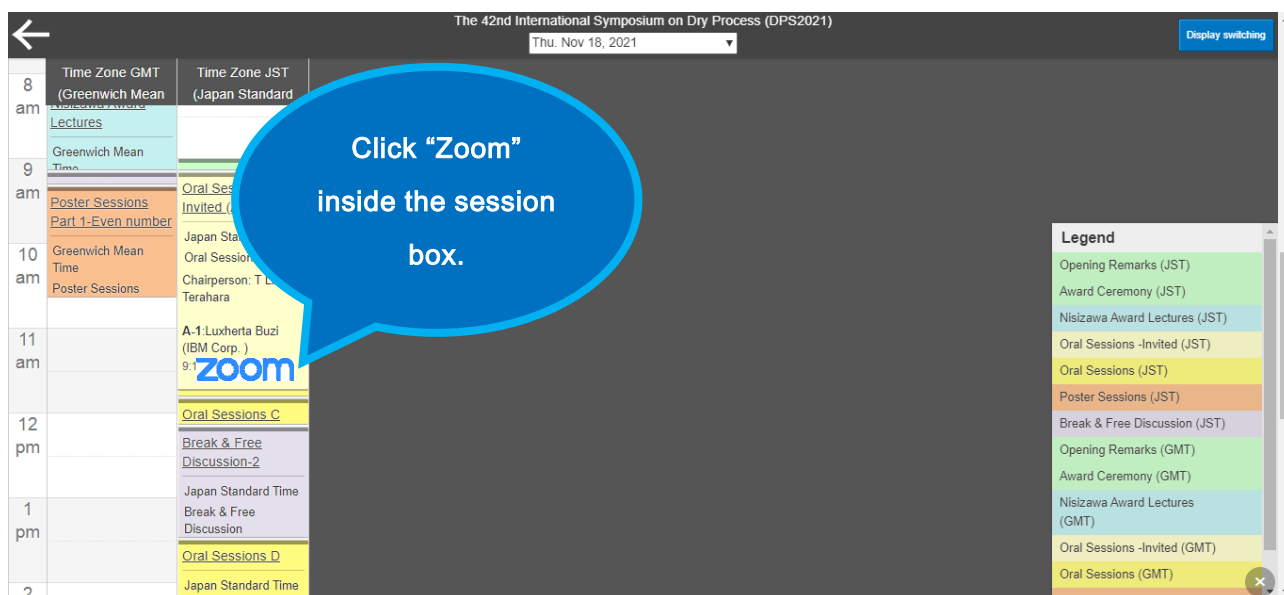 The 42nd International Symposium on Dry Process (DPS2021)
Thu. Nov 18, 2021
Display switching
Time Zone GMT
(Greenwich Mean
Time Zone JST
(Japan Standard
8
am
9
am
10
am
11
am
12
pm
1
pm
2
Nisizawa Award
Lectures
Greenwich Mean
Time
Poster Sessions
Part 1-Even number
Greenwich Mean
Time
Poster Sessions
Oral Ses
Invited (
Japan Sta
Oral Session
Chairperson: T
Terahara
A-1:Luxherta Buzi
(IBM Corp. )
9:1
zoom
Oral Sessions C
Break & Free
Discussion-2
Japan Standard Time
Break & Free
Discussion
Oral Sessions D
Japan Standard Time
Click “Zoom”
inside the session
box.
Legend
Opening Remarks (JST)
Award Ceremony (JST)
Nisizawa Award Lectures (JST)
Oral Sessions -Invited (JST)
Oral Sessions (JST)
Poster Sessions (JST)
Break & Free Discussion (JST)
Opening Remarks (GMT)
Award Ceremony (GMT)
Nisizawa Award Lectures
(GMT)
Oral Sessions -Invited (GMT)
Oral Sessions (GMT)